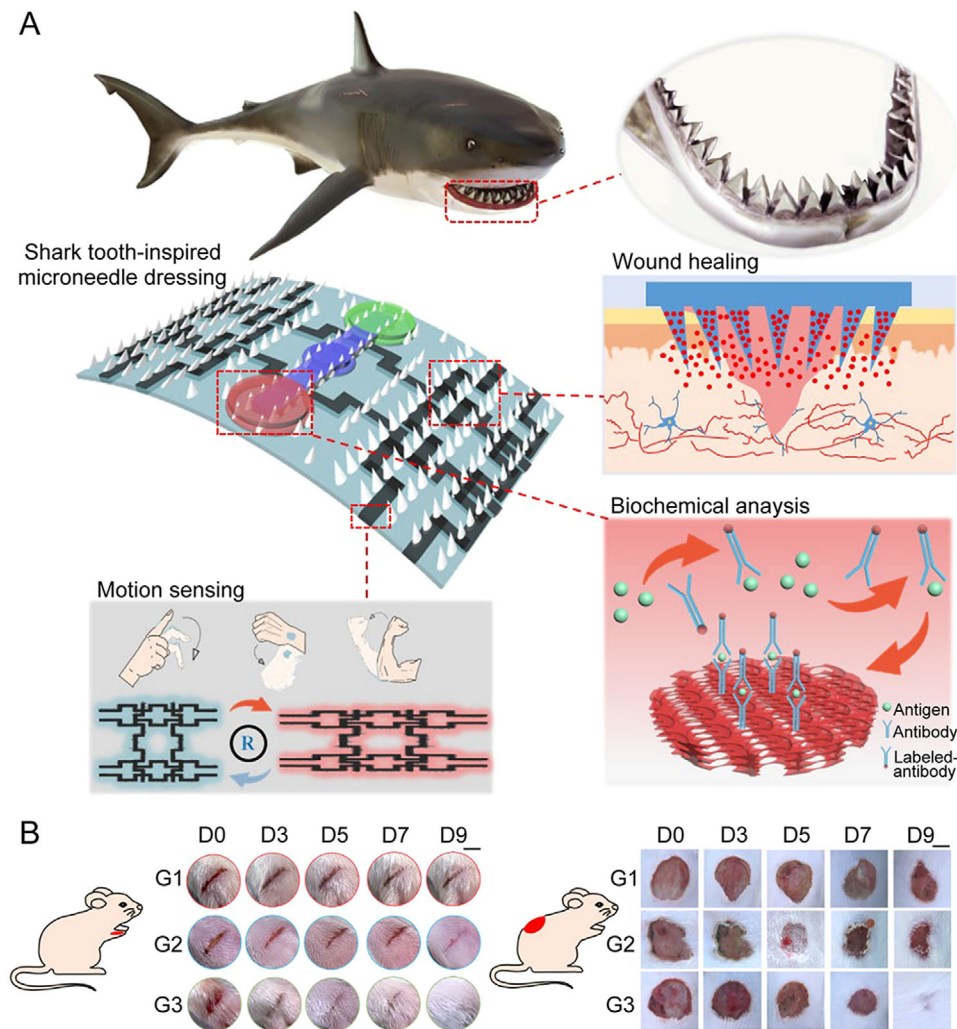 A
Shark tooth-inspired
microneedle dressing
Wound healing
Biochemical anaysis
Motion sensing
R
Antigen
Antibody
Labeled-
antibody
B
D0 D3 D5 D7 D9
G1
G2
G3
D0 D3 D5 D7 D9
G1
G2
G3